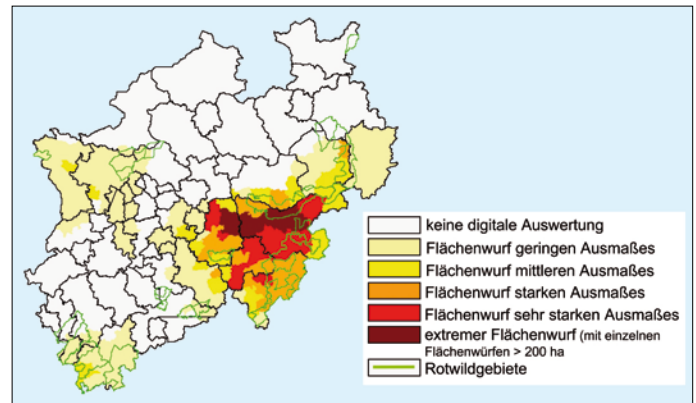 keine digitale Auswertung
Flächenwurf geringen Ausmaßes
Flächenwurf mittleren Ausmaßes
Flächenwurf starken Ausmaßes
Flächenwurf sehr starken Ausmaßes
extremer Flächenwurf (mit einzelnen
Flächenwürfen > 200 ha
Rotwildgebiete